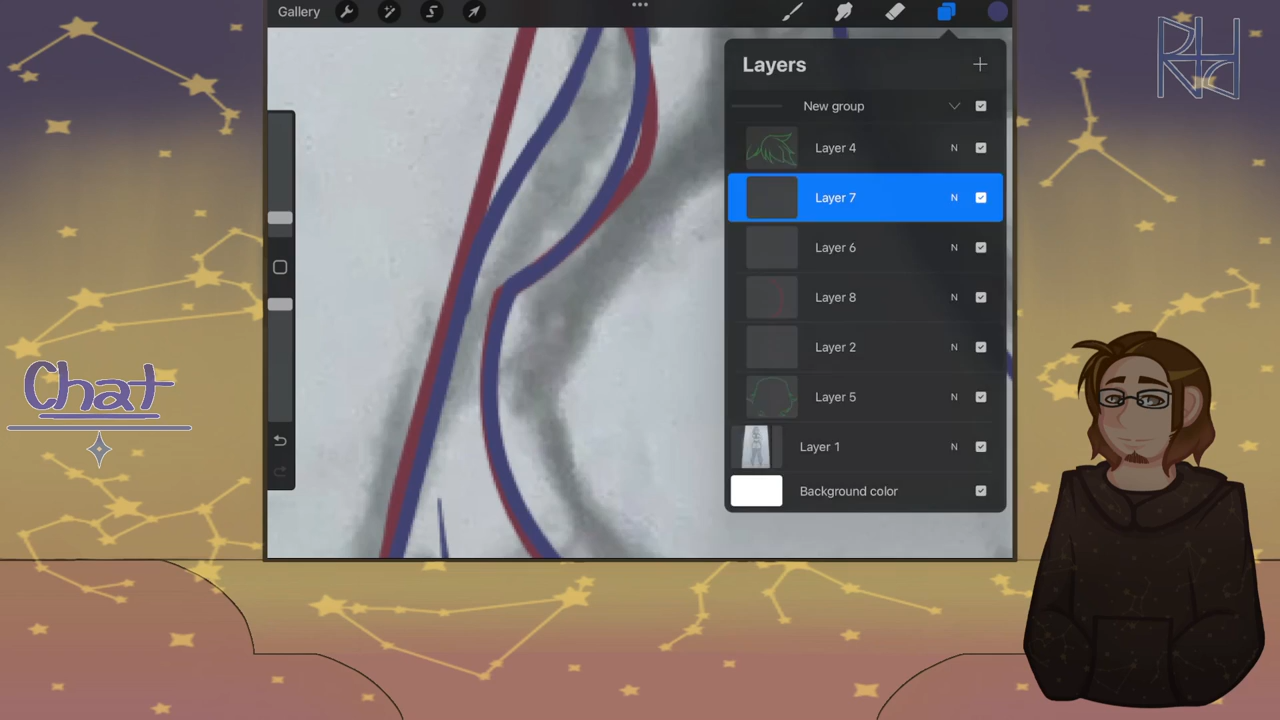 Gallery
Layers
New group
Layer 4 N
Layer 7 N
Layer 6 N
Layer 8 N
Layer 2 N
Layer 5 N
Layer 1 N
Background color
Chat